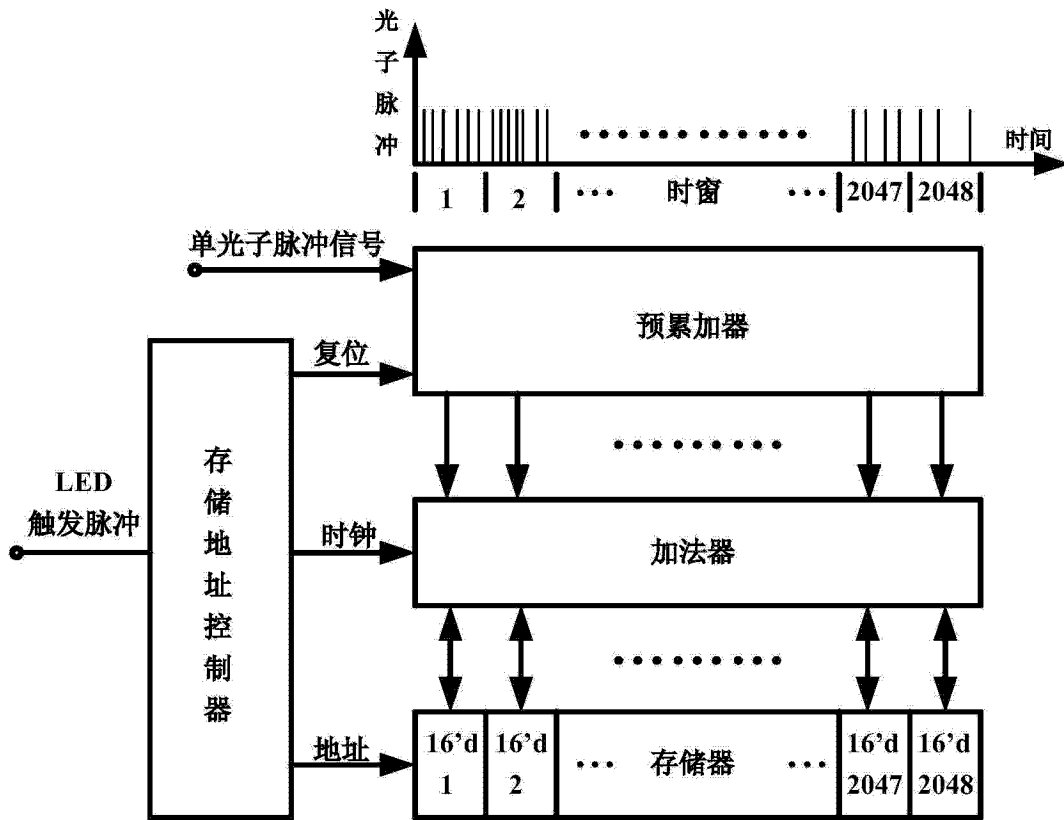 光子脉冲
时间
1 2 ··· 时窗 ··· 2047 2048
单光子脉冲信号
预累加器
复位
存储地址控制器
LED
触发脉冲
时钟
加法器
地址
16’d 16’d 16’d 16’d
1 2 ··· 存储器 ··· 2047 2048